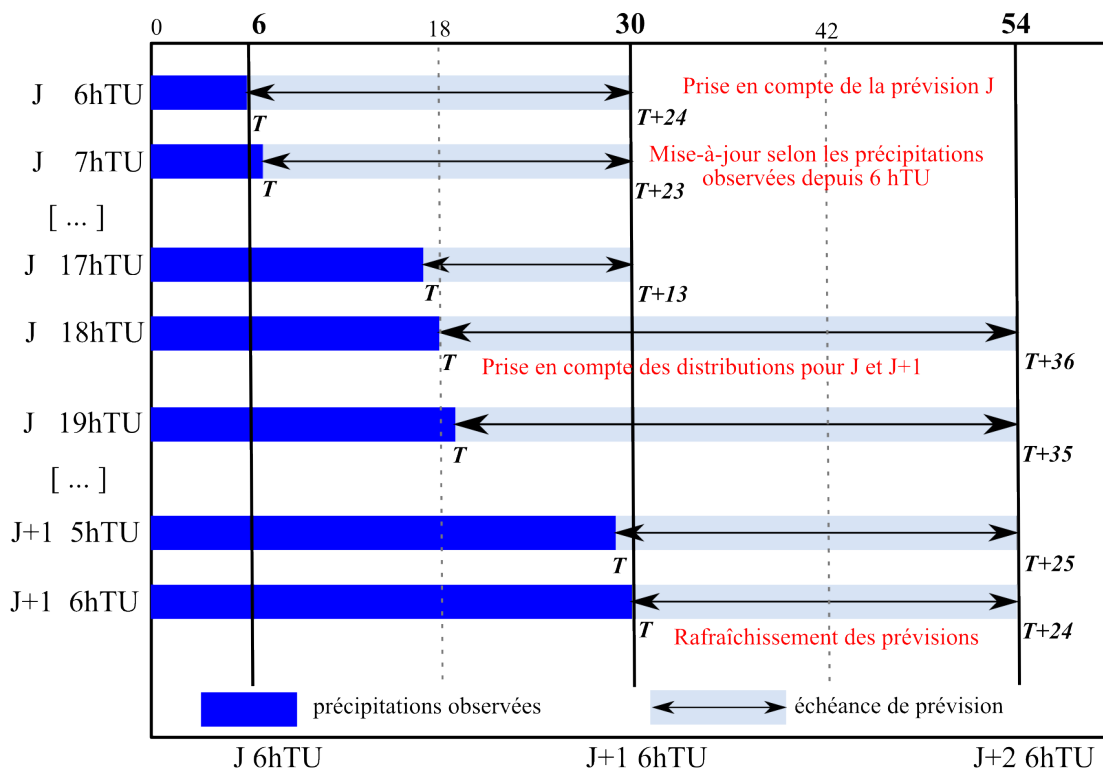 0 6 18 30 42 54
J 6hTU
Prise en compte de la prévision J
T
T+24
J 7hTU
Mise-à-jour selon les précipitations
observées depuis 6 hTU
T
T+23
[ ... ]
J 17hTU
T
T+13
J 18hTU
T
Prise en compte des distributions pour J et J+1
T+36
J 19hTU
T
T+35
[ ... ]
J+1 5hTU
T
T+25
J+1 6hTU
T
Rafraîchissement des prévisions
T+24
précipitations observées
échéance de prévision
J 6hTU
J+1 6hTU
J+2 6hTU